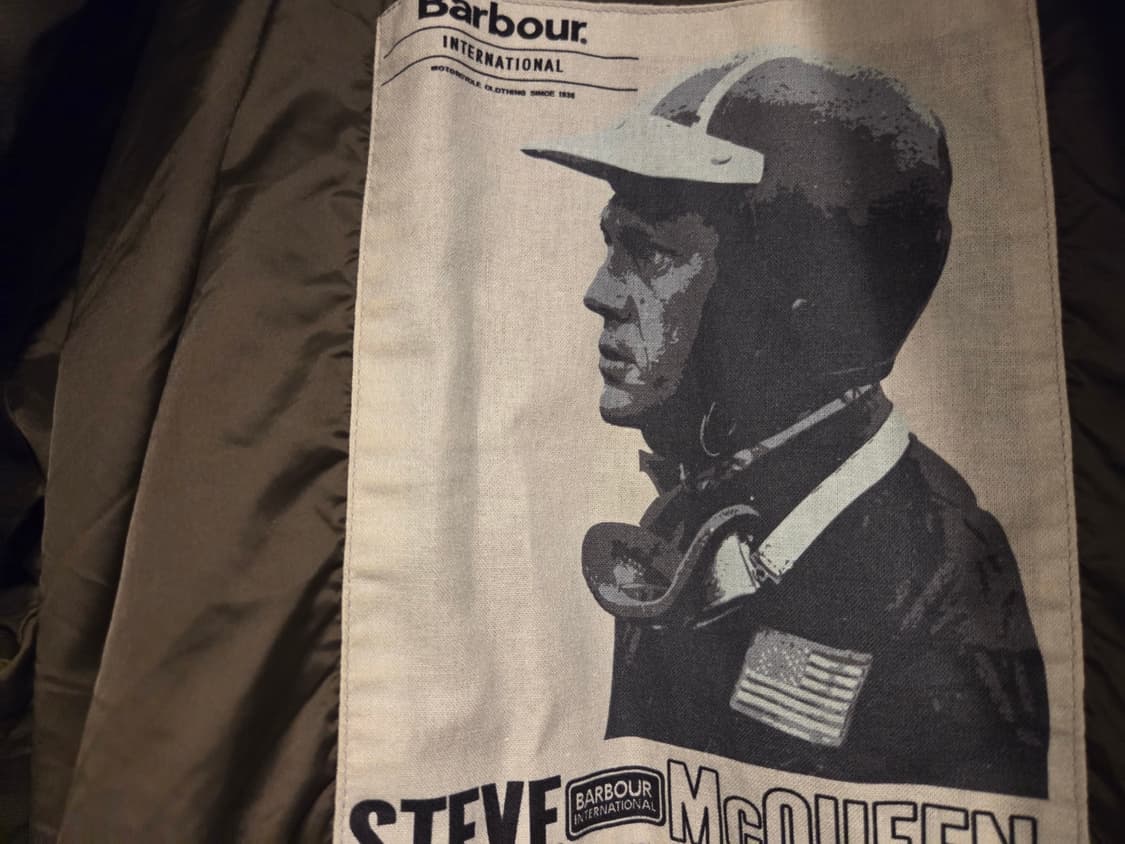 Barbour.
INTERNATIONAL
MOTORCYCLE CLOTHING SINCE 1936
STEVE BARBOUR INTERNATIONAL McQUEEN